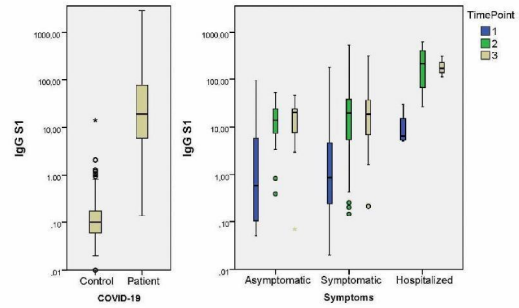 TimePoint
1
2
3
IgG S1
1000,00
100,00
10,00
1,00
,10
,01
Control Patient
COVID-19
IgG S1
1000,00
100,00
10,00
1,00
,10
,01
Asymptomatic Symptomatic Hospitalized
Symptoms